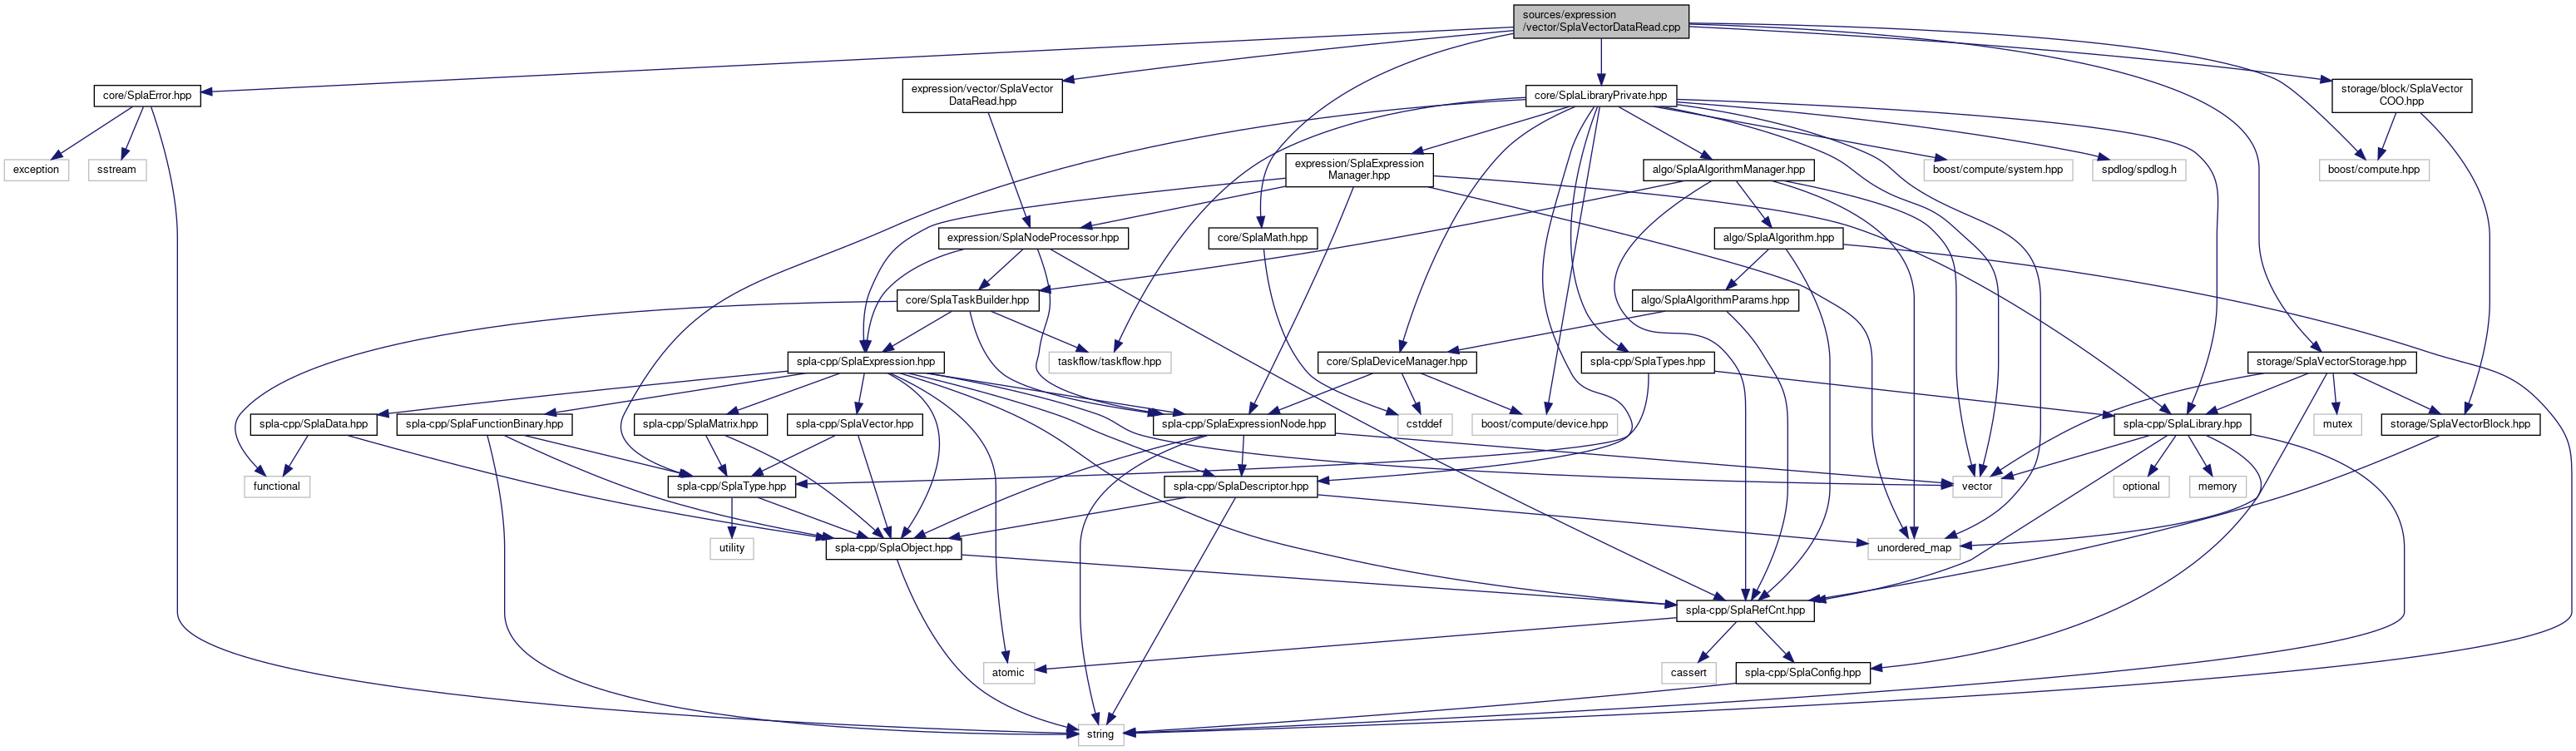 sources/expression
/vector/SplaVectorDataRead.cpp
core/SplaError.hpp
expression/vector/SplaVector
DataRead.hpp
core/SplaLibraryPrivate.hpp
storage/block/SplaVector
COO.hpp
exception
sstream
expression/SplaExpression
Manager.hpp
algo/SplaAlgorithmManager.hpp
boost/compute/system.hpp
spdlog/spdlog.h
boost/compute.hpp
expression/SplaNodeProcessor.hpp
core/SplaMath.hpp
algo/SplaAlgorithm.hpp
core/SplaTaskBuilder.hpp
algo/SplaAlgorithmParams.hpp
spla-cpp/SplaExpression.hpp
taskflow/taskflow.hpp
core/SplaDeviceManager.hpp
spla-cpp/SplaTypes.hpp
storage/SplaVectorStorage.hpp
spla-cpp/SplaData.hpp
spla-cpp/SplaFunctionBinary.hpp
spla-cpp/SplaMatrix.hpp
spla-cpp/SplaVector.hpp
spla-cpp/SplaExpressionNode.hpp
cstddef
boost/compute/device.hpp
spla-cpp/SplaLibrary.hpp
mutex
storage/SplaVectorBlock.hpp
functional
spla-cpp/SplaType.hpp
spla-cpp/SplaDescriptor.hpp
vector
optional
memory
utility
spla-cpp/SplaObject.hpp
unordered_map
spla-cpp/SplaRefCnt.hpp
atomic
cassert
spla-cpp/SplaConfig.hpp
string